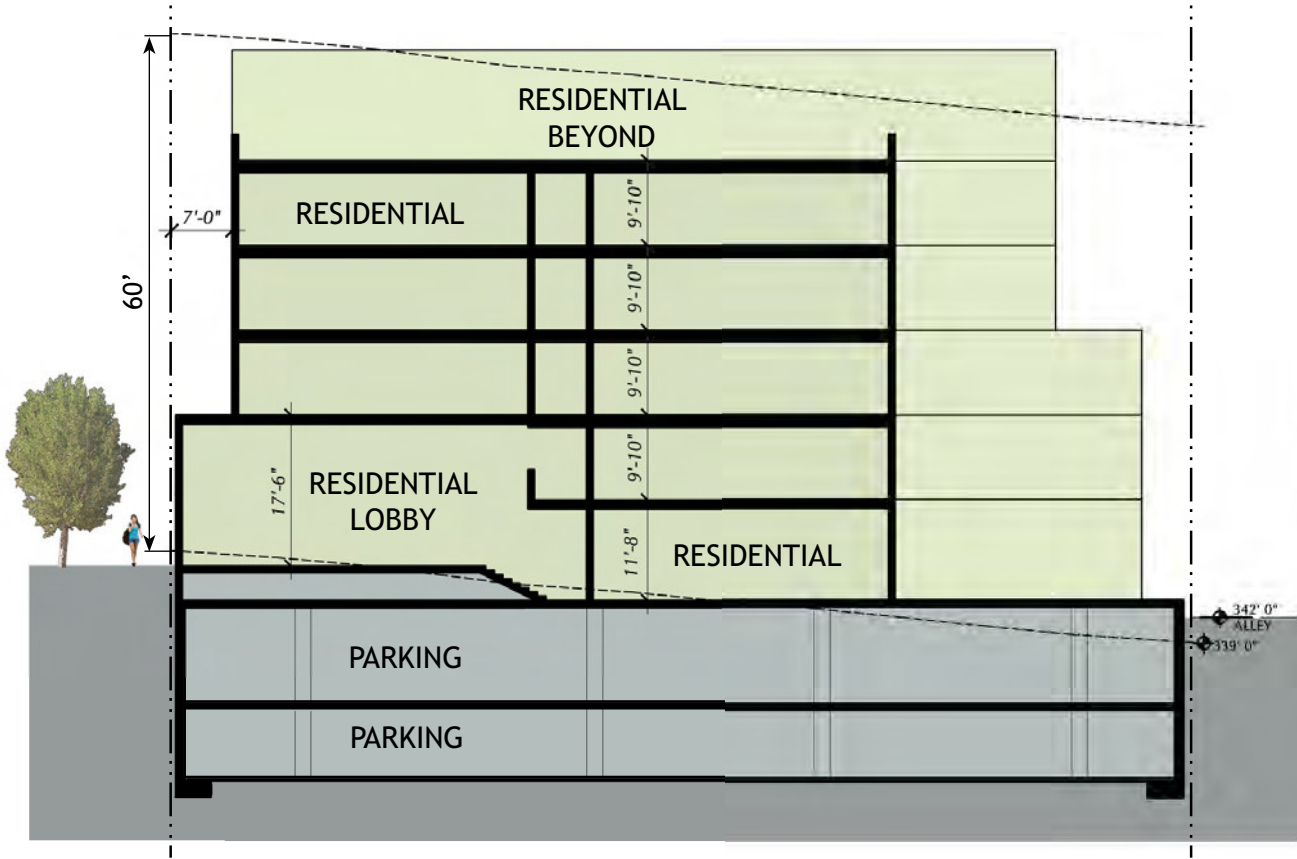 RESIDENTIAL
BEYOND
9'-10"
7'-0"
RESIDENTIAL
60’
9'-10"
9'-10"
17'-6"
RESIDENTIAL
LOBBY
9'-10"
11'-8"
RESIDENTIAL
342' 0"
ALLEY
339' 0"
PARKING
PARKING